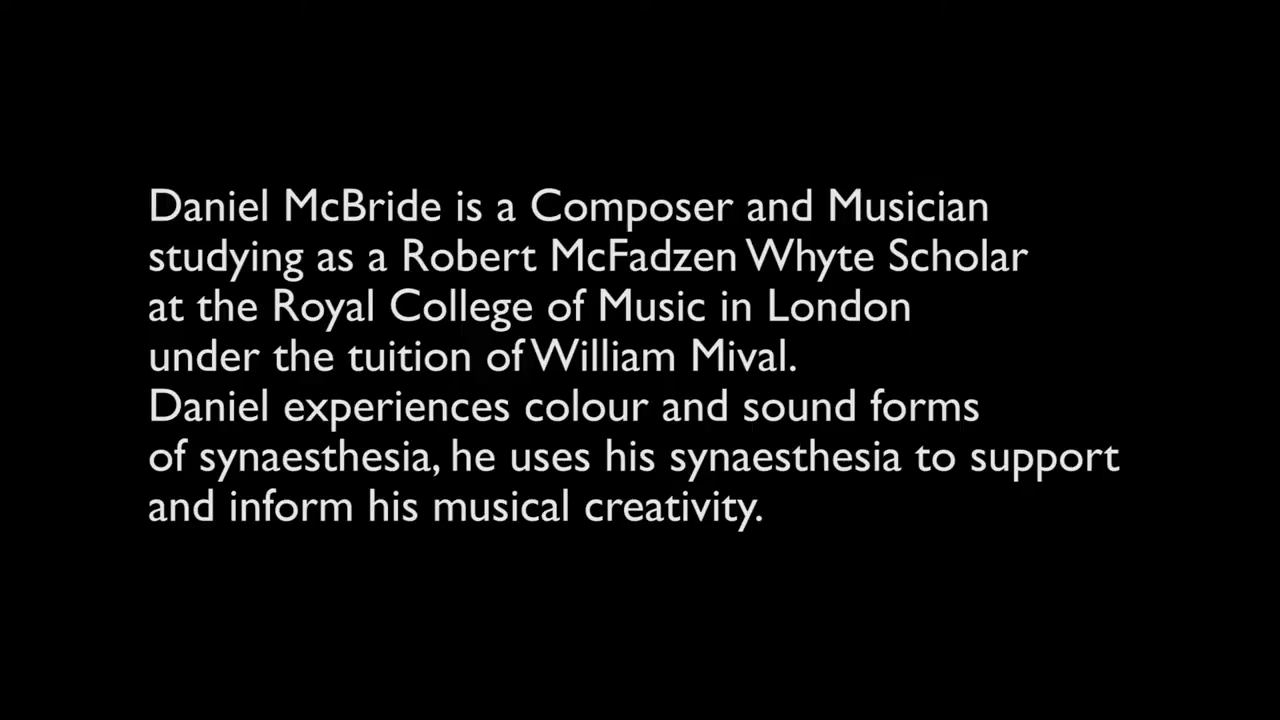 Daniel McBride is a Composer and Musician
studying as a Robert McFadzen Whyte Scholar
at the Royal College of Music in London
under the tuition of William Mival.
Daniel experiences colour and sound forms
of synaesthesia, he uses his synaesthesia to support
and inform his musical creativity.